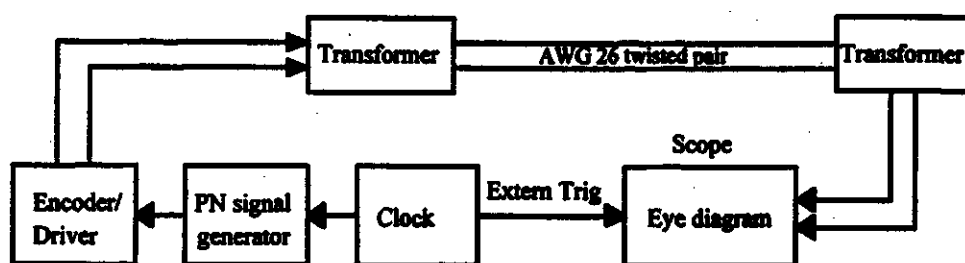 Transformer
AWG 26 twisted pair
Transformer
Scope
Encoder/
Driver
PN signal
generator
Clock
Extern Trig
Eye diagram